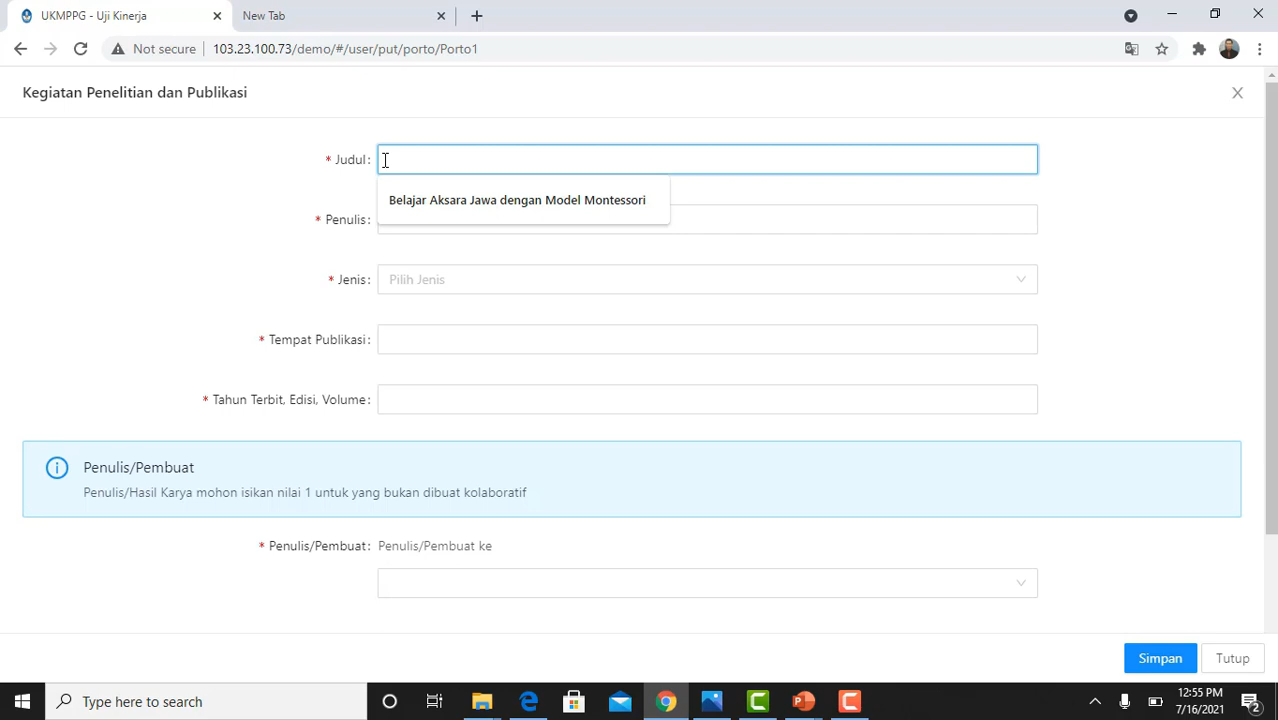 UKMPPG - Uji Kinerja
New Tab
Not secure
103.23.100.73/demo/#/user/put/porto/Porto1
Kegiatan Penelitian dan Publikasi
* Judul:
Belajar Aksara Jawa dengan Model Montessori
* Penulis:
* Jenis:
Pilih Jenis
* Tempat Publikasi:
* Tahun Terbit, Edisi, Volume:
Penulis/Pembuat
Penulis/Hasil Karya mohon isikan nilai 1 untuk yang bukan dibuat kolaboratif
* Penulis/Pembuat:
Penulis/Pembuat ke
Simpan
Tutup
Type here to search
12:55 PM
7/16/2021
2